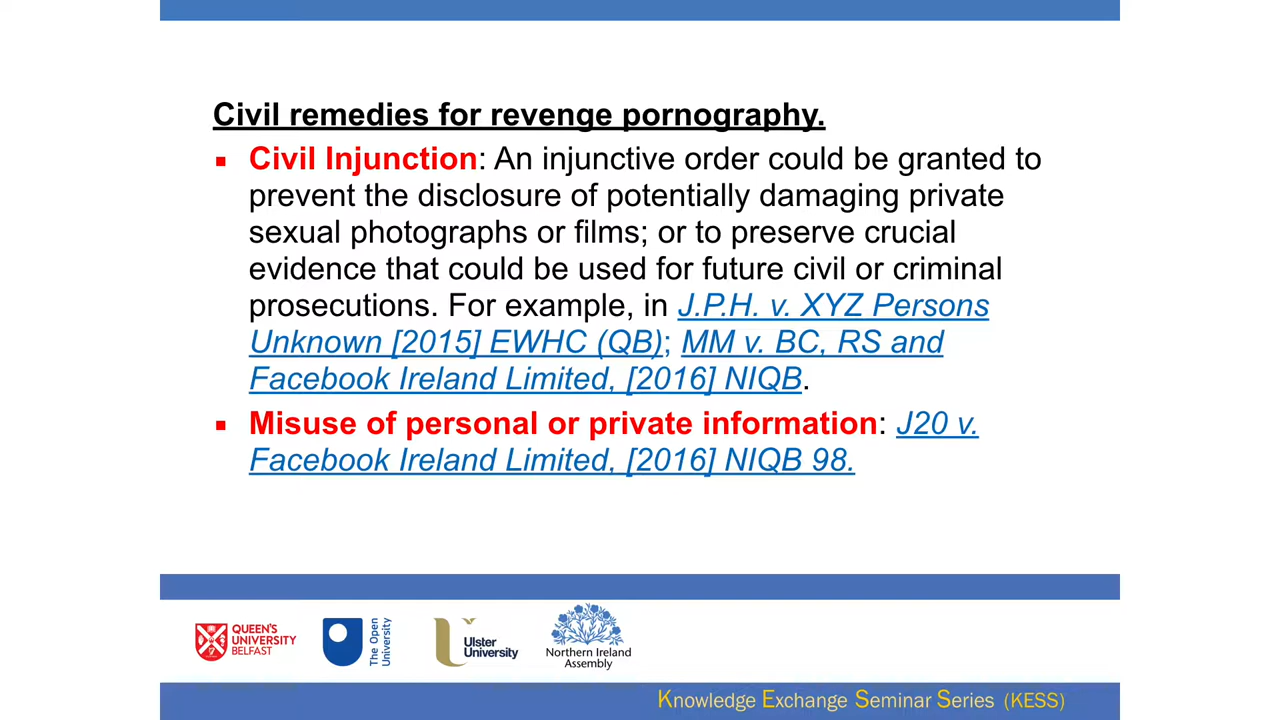 Civil remedies for revenge pornography.
▪ Civil Injunction: An injunctive order could be granted to
prevent the disclosure of potentially damaging private
sexual photographs or films; or to preserve crucial
evidence that could be used for future civil or criminal
prosecutions. For example, in J.P.H. v. XYZ Persons
Unknown [2015] EWHC (QB); MM v. BC, RS and
Facebook Ireland Limited, [2016] NIQB.
▪ Misuse of personal or private information: J20 v.
Facebook Ireland Limited, [2016] NIQB 98.
QUEEN'S
UNIVERSITY
BELFAST
The Open
University
Ulster
University
Northern Ireland
Assembly
Knowledge Exchange Seminar Series (KESS)